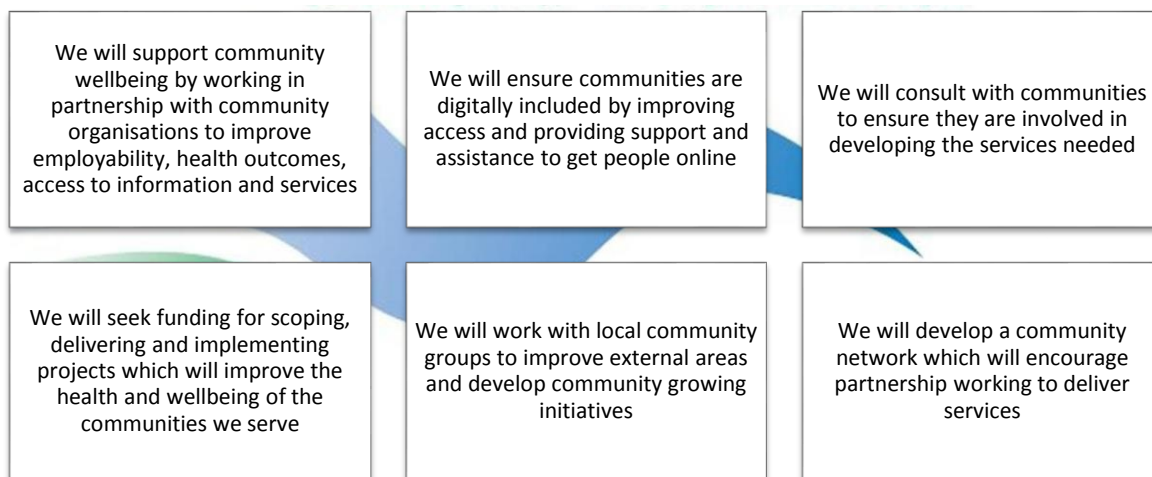 We will support community
wellbeing by working in
partnership with community
organisations to improve
employability, health outcomes,
access to information and services
We will ensure communities are
digitally included by improving
access and providing support and
assistance to get people online
We will consult with communities
to ensure they are involved in
developing the services needed
We will seek funding for scoping,
delivering and implementing
projects which will improve the
health and wellbeing of the
communities we serve
We will work with local community
groups to improve external areas
and develop community growing
initiatives
We will develop a community
network which will encourage
partnership working to deliver
services